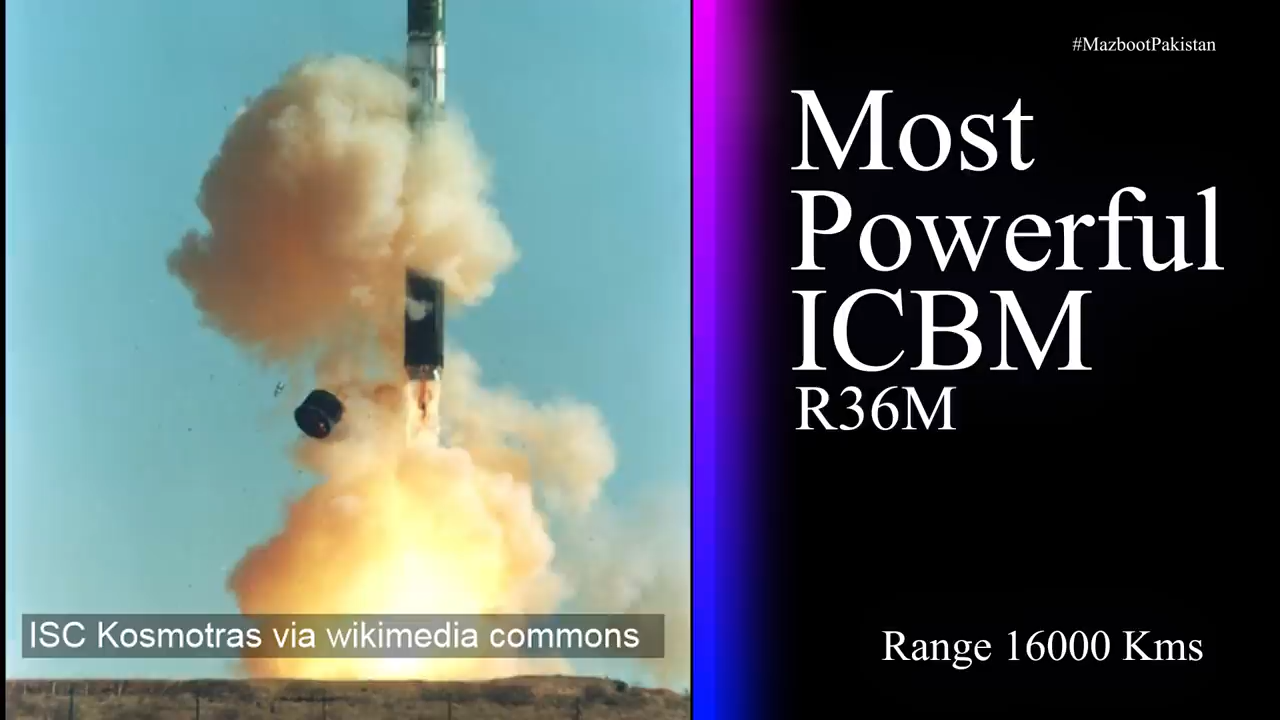 #MazbootPakistan
Most
Powerful
ICBM
R36M
Range 16000 Kms
ISC Kosmotras via wikimedia commons